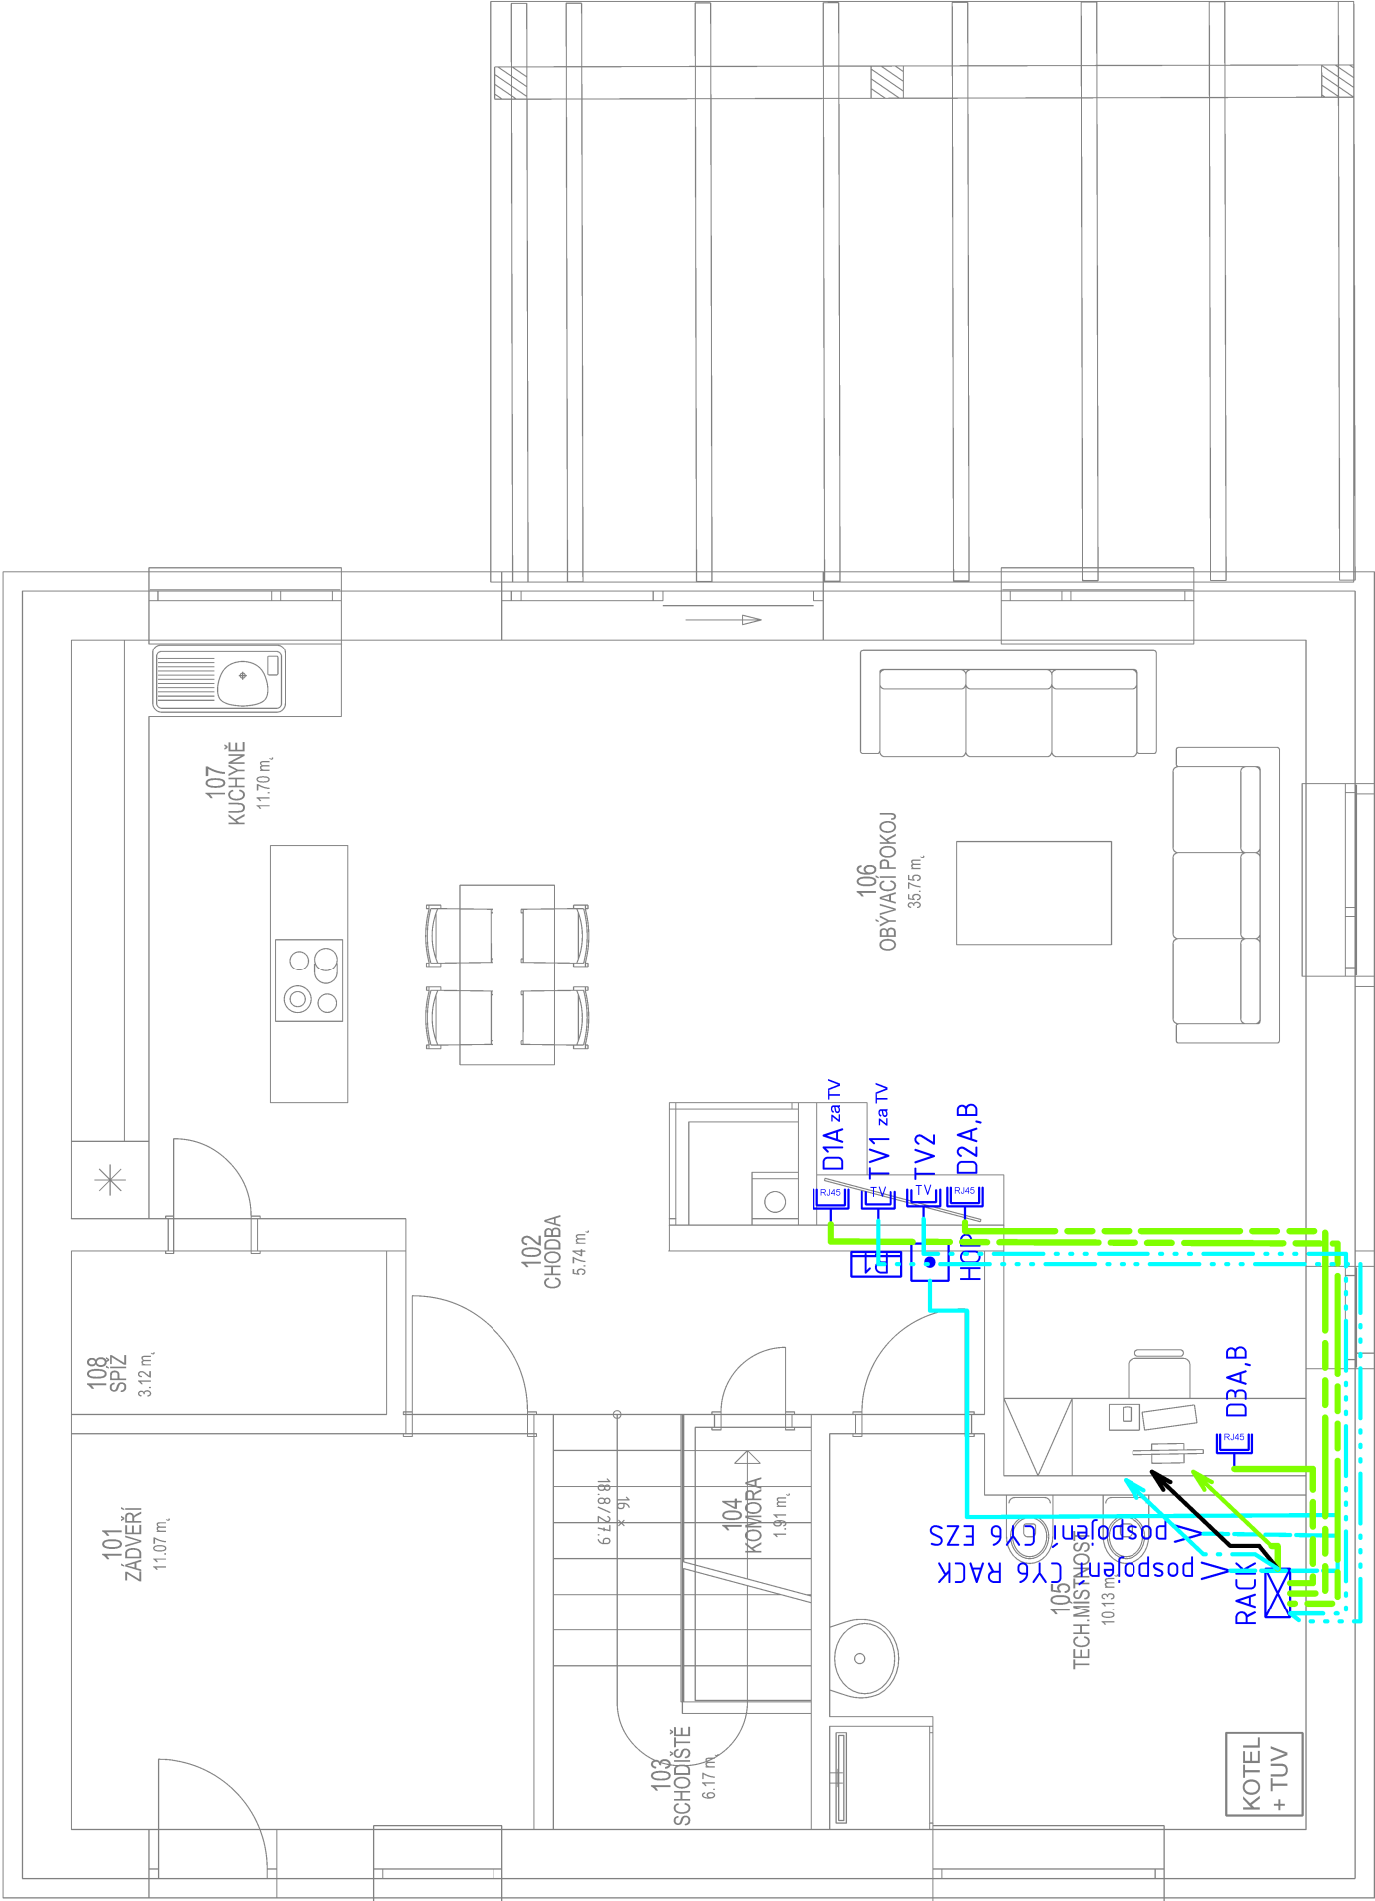 107
KUCHYNĚ
11.70 m
106
OBÝVACÍ POKOJ
35.75 m
D1A za TV
TV1 za TV
TV2
D2A,B
RJ45
TV
TV
RJ45
HOP
102
CHODBA
5.74 m
108
SPÍŽ
3.12 m
D3A,B
RJ45
101
ZÁDVEŘÍ
11.07 m
16 ×
18.8/27.9
104
KOMORA
1.91 m
pospojení CY6 EZS
pospojení CY6 RACK
RACK
105
TECH.MÍSTNOST
10.13 m
103
SCHODIŠTĚ
6.17 m
KOTEL
+ TUV